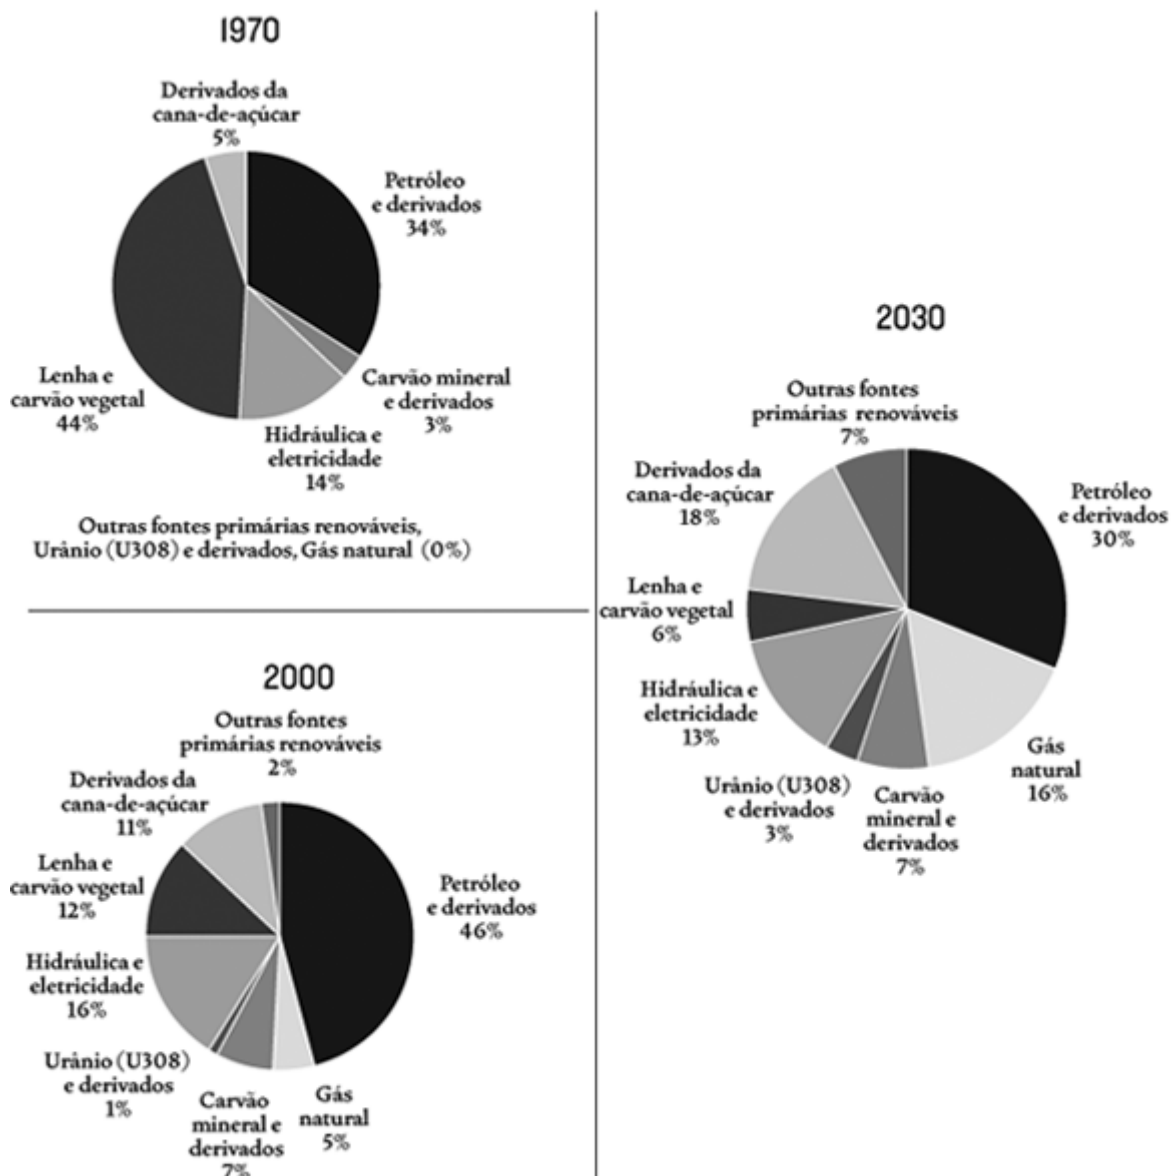 1970
Derivados da
cana-de-açúcar
5%
Petróleo
e derivados
34%
Carvão mineral
e derivados
3%
Hidráulica e
eletricidade
14%
Lenha e
carvão vegetal
44%
Outras fontes primárias renováveis,
Urânio (U308) e derivados, Gás natural (0%)
2000
Outras fontes
primárias renováveis
2%
Derivados da
cana-de-açúcar
11%
Lenha e
carvão vegetal
12%
Hidráulica e
eletricidade
16%
Urânio (U308)
e derivados
1%
Carvão
mineral e
derivados
7%
Gás
natural
5%
Petróleo
e derivados
46%
2030
Outras fontes
primárias renováveis
7%
Derivados da
cana-de-açúcar
18%
Lenha e
carvão vegetal
6%
Hidráulica e
eletricidade
13%
Urânio (U308)
e derivados
3%
Carvão
mineral e
derivados
7%
Gás
natural
16%
Petróleo
e derivados
30%